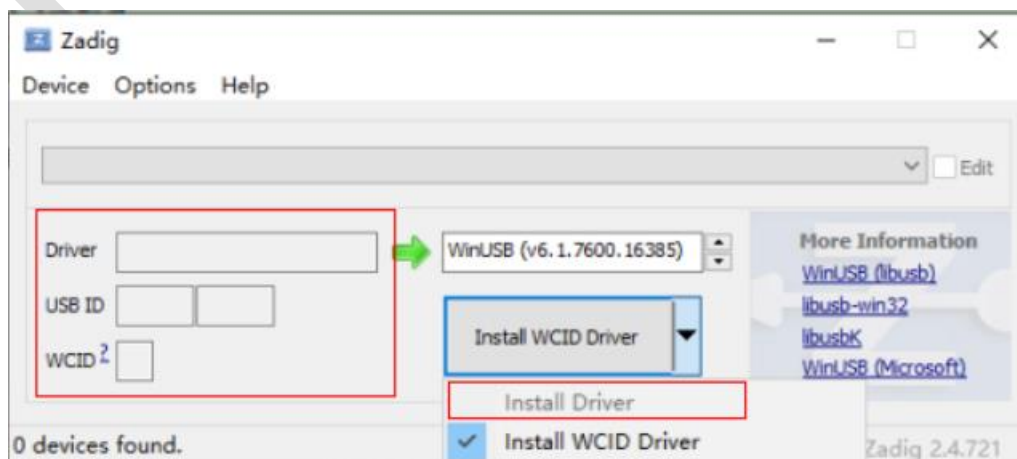 Zadig
Device Options Help
Edit
Driver
WinUSB (v6.1.7600.16385)
More Information
WinUSB (libusb)
USB ID
libusb-win32
Install WCID Driver
libusbK
WCID ?
WinUSB (Microsoft)
Install Driver
Install WCID Driver
0 devices found.
Zadig 2.4.721